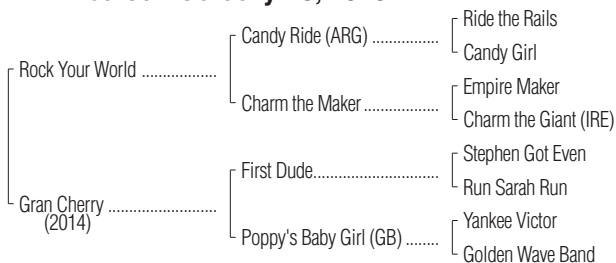 Ride the Rails
Candy Ride (ARG) ................
Candy Girl
Rock Your World ..................
Empire Maker
Charm the Maker ..................
Charm the Giant (IRE)
Stephen Got Even
First Dude..............................
Run Sarah Run
Gran Cherry ..........................
(2014)
Yankee Victor
Poppy's Baby Girl (GB) ........
Golden Wave Band